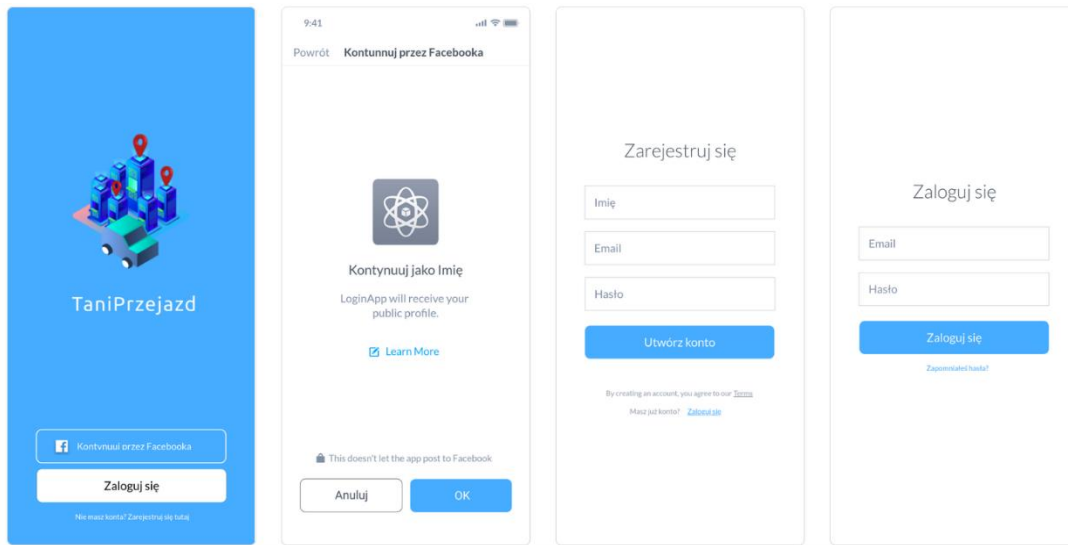 TaniPrzejazd
Kontynuuj przez Facebooka
Zaloguj się
Nie masz konta? Zarejestruj się tutaj
9:41
Powrót Kontunnuj przez Facebooka
Kontynuuj jako Imię
LoginApp will receive your
public profile.
Learn More
This doesn't let the app post to Facebook
Anuluj OK
Zarejestruj się
Imię
Email
Hasło
Utwórz konto
By creating an account, you agree to our Terms
Masz już konto? Zaloguj się
Zaloguj się
Email
Hasło
Zaloguj się
Zapomniałeś hasła?